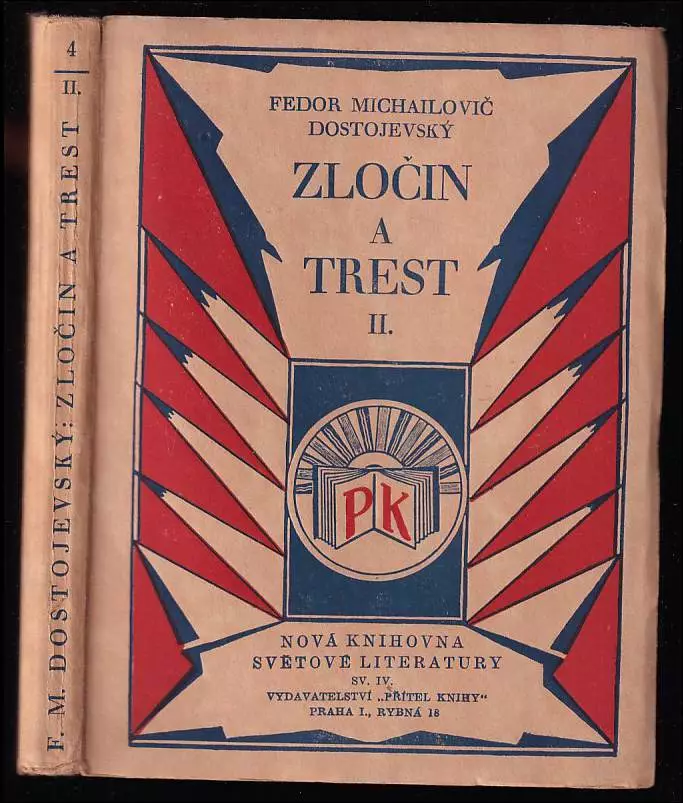 4
II.
F. M. DOSTOJEVSKÝ: ZLOČIN A TREST
FEDOR MICHAILOVIČ
DOSTOJEVSKÝ
ZLOČIN
A
TREST
II.
PK
NOVÁ KNIHOVNA
SVĚTOVÉ LITERATURY
SV. IV.
VYDAVATELSTVÍ „PŘÍTEL KNIHY“
PRAHA I., RYBNÁ 18